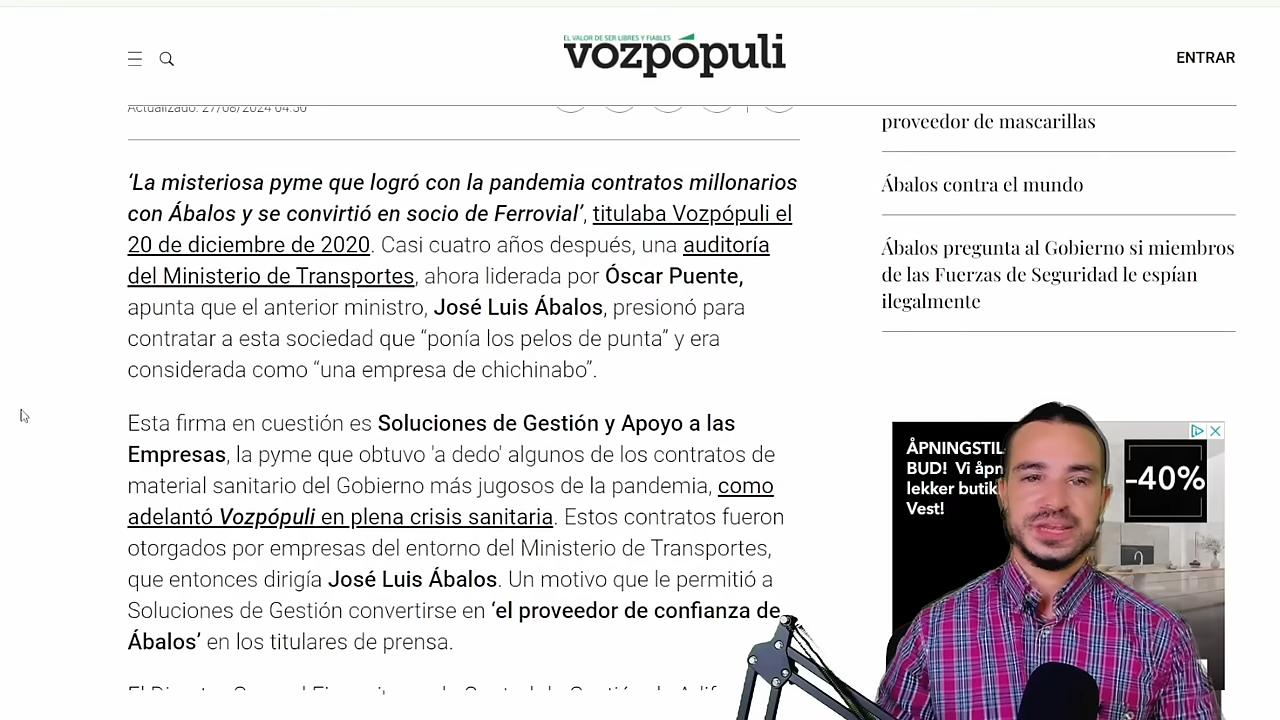 EL VALOR DE SER LIBRES Y FIABLES
vozpópuli
ENTRAR
Actualizado: 27/08/2024 04:50
‘La misteriosa pyme que logró con la pandemia contratos millonarios
con Ábalos y se convirtió en socio de Ferrovial’, titulaba Vozpópuli el
20 de diciembre de 2020. Casi cuatro años después, una auditoría
del Ministerio de Transportes, ahora liderada por Óscar Puente,
apunta que el anterior ministro, José Luis Ábalos, presionó para
contratar a esta sociedad que “ponía los pelos de punta” y era
considerada como “una empresa de chichinabo”.
Esta firma en cuestión es Soluciones de Gestión y Apoyo a las
Empresas, la pyme que obtuvo 'a dedo' algunos de los contratos de
material sanitario del Gobierno más jugosos de la pandemia, como
adelantó Vozpópuli en plena crisis sanitaria. Estos contratos fueron
otorgados por empresas del entorno del Ministerio de Transportes,
que entonces dirigía José Luis Ábalos. Un motivo que le permitió a
Soluciones de Gestión convertirse en ‘el proveedor de confianza de
Ábalos’ en los titulares de prensa.
proveedor de mascarillas
Ábalos contra el mundo
Ábalos pregunta al Gobierno si miembros
de las Fuerzas de Seguridad le espían
ilegalmente
ÅPNINGSTIL
BUD! Vi åpn
lekker butik
Vest!
-40%